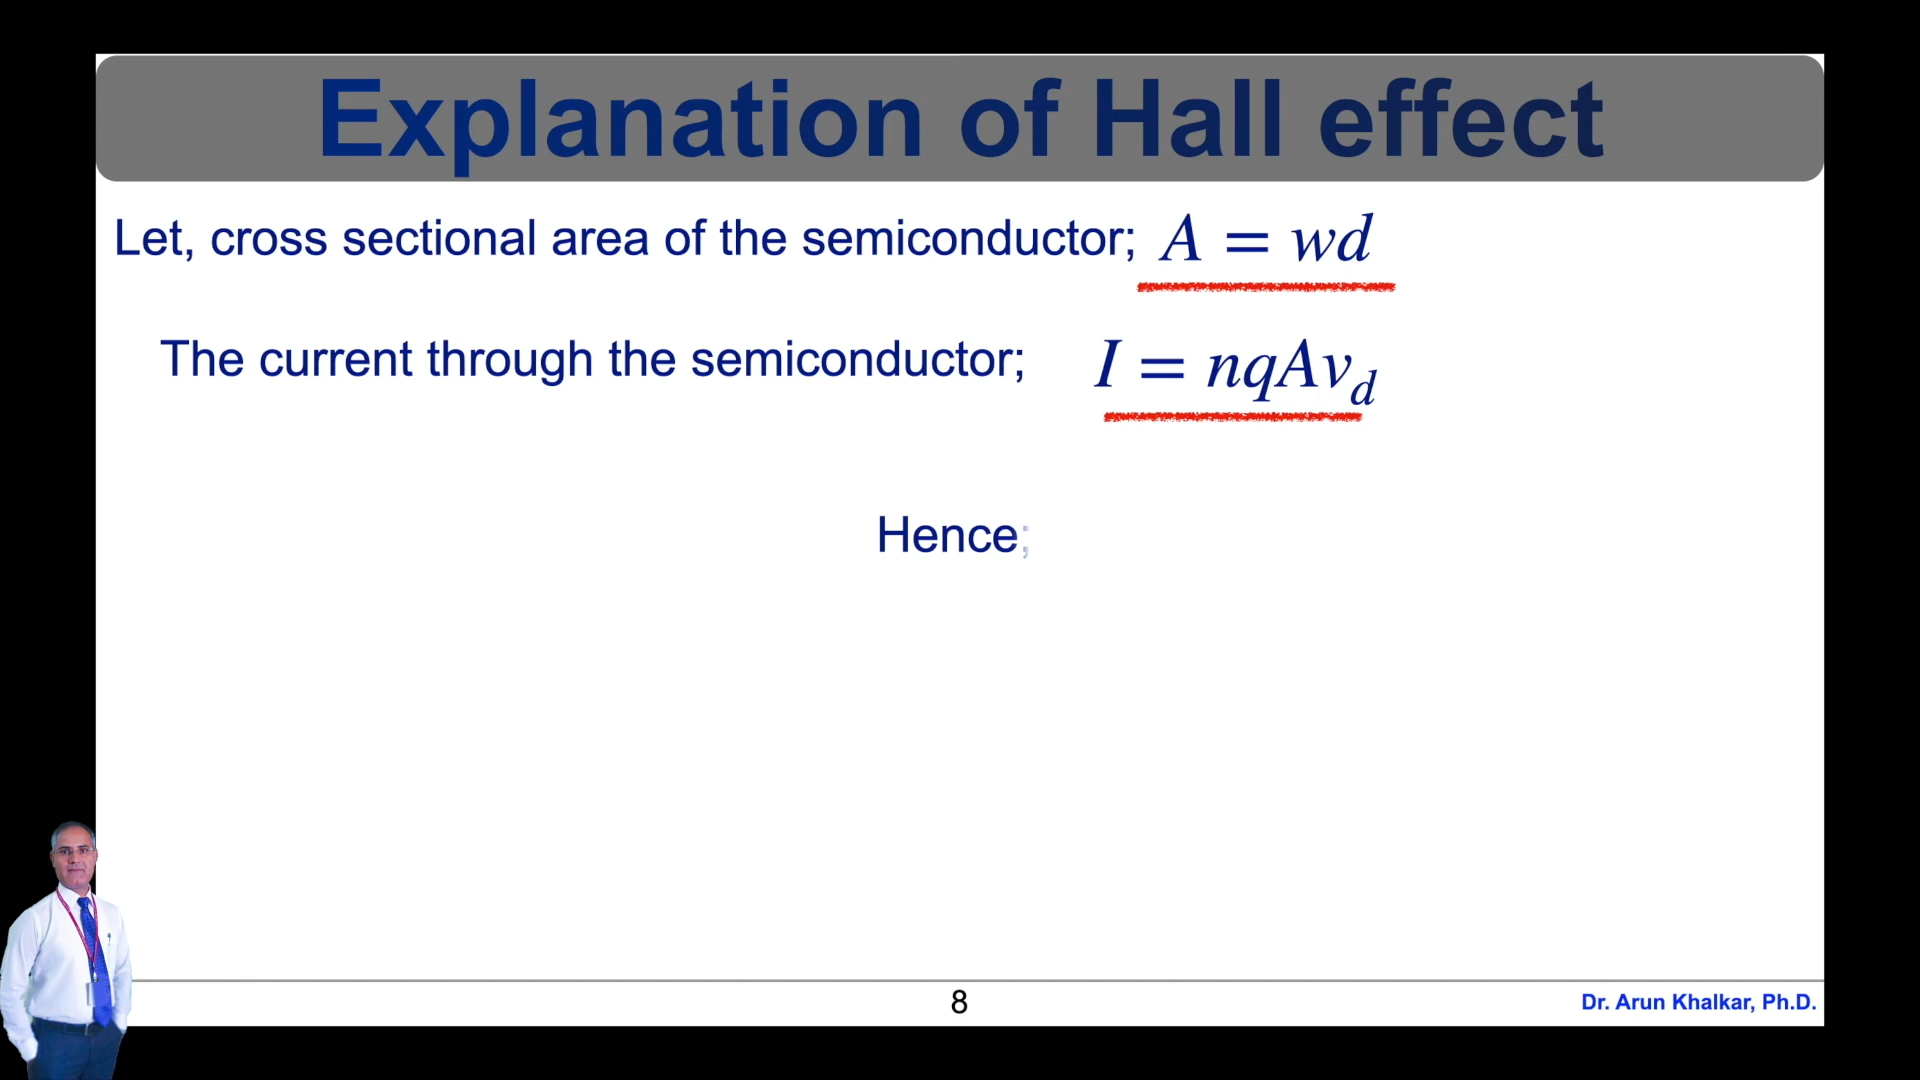 Explanation of Hall effect
Let, cross sectional area of the semiconductor; A = wd
The current through the semiconductor; I = nqAv_d
Hence;
8
Dr. Arun Khalkar, Ph.D.